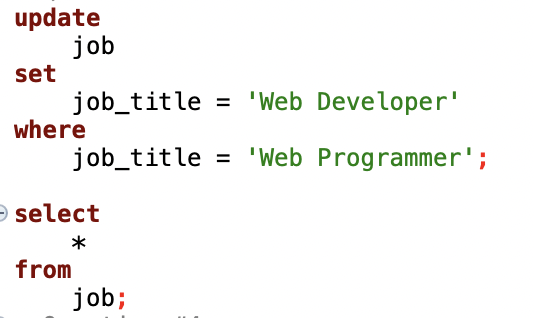 update
job
set
job_title = 'Web Developer'
where
job_title = 'Web Programmer';
select
*
from
job;